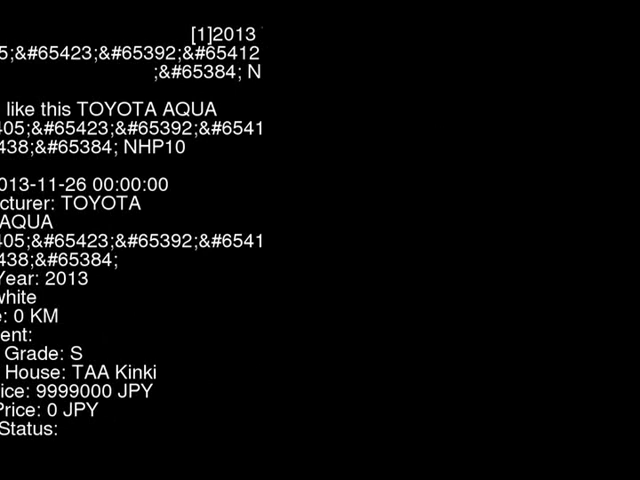 [1]2013
5;&#65423;&#65392;&#65412
;&#65384; N
like this TOYOTA AQUA
405;&#65423;&#65392;&#6541
438;&#65384; NHP10
013-11-26 00:00:00
cturer: TOYOTA
AQUA
405;&#65423;&#65392;&#6541
438;&#65384;
Year: 2013
white
e: 0 KM
ent:
Grade: S
House: TAA Kinki
ice: 9999000 JPY
Price: 0 JPY
Status: